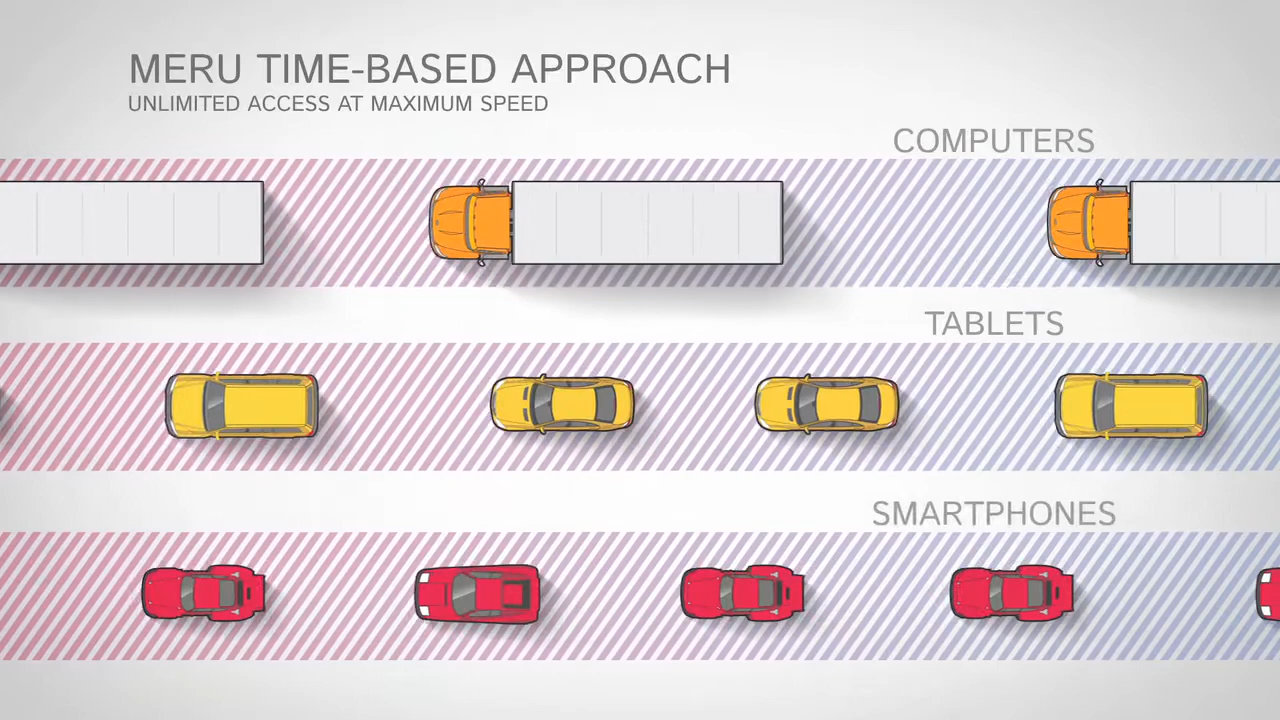 MERU TIME-BASED APPROACH
UNLIMITED ACCESS AT MAXIMUM SPEED
COMPUTERS
TABLETS
SMARTPHONES